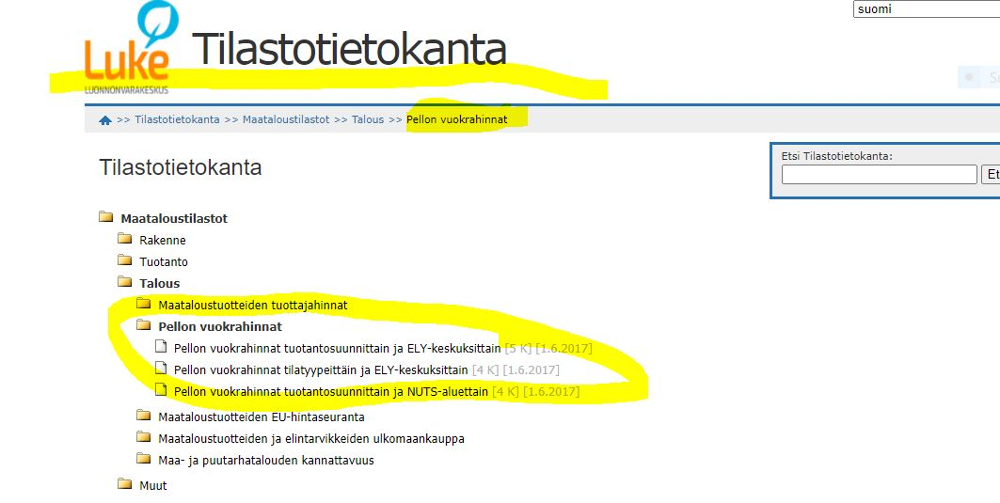 suomi
Luke
LUONNONVARAKESKUS
Tilastotietokanta
>> Tilastotietokanta >> Maataloustilastot >> Talous >> Pellon vuokrahinnat
Etsi Tilastotietokanta:
Et
Tilastotietokanta
Maataloustilastot
Rakenne
Tuotanto
Talous
Maataloustuotteiden tuottajahinnat
Pellon vuokrahinnat
Pellon vuokrahinnat tuotantosuunnittain ja ELY-keskuksittain [5 K] [1.6.2017]
Pellon vuokrahinnat tilatyypeittäin ja ELY-keskuksittain [4 K] [1.6.2017]
Pellon vuokrahinnat tuotantosuunnittain ja NUTS-aluettain [4 K] [1.6.2017]
Maataloustuotteiden EU-hintaseuranta
Maataloustuotteiden ja elintarvikkeiden ulkomaankauppa
Maa- ja puutarhatalouden kannattavuus
Muut